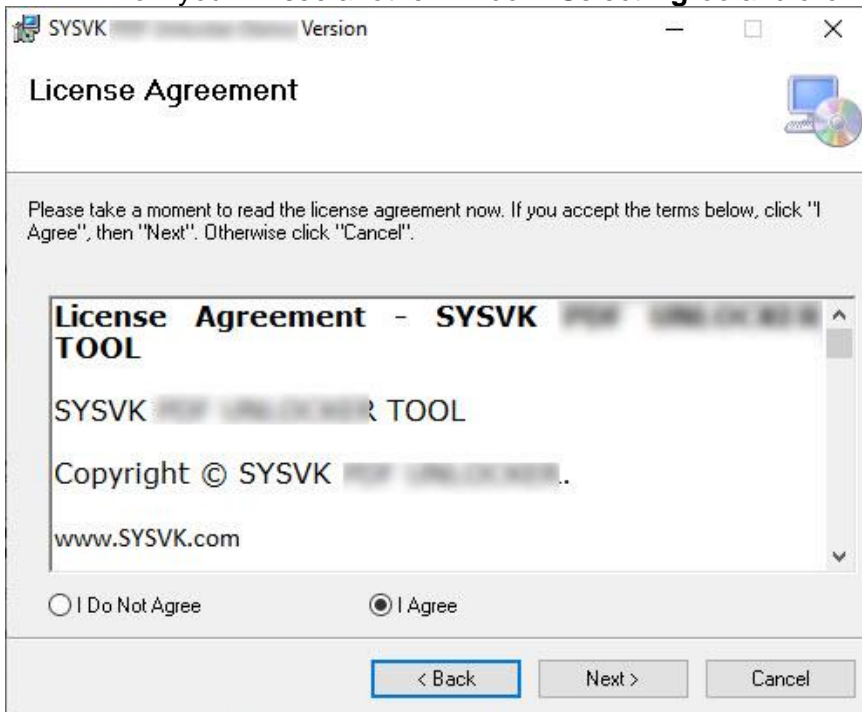 SYSVK Version
License Agreement
Please take a moment to read the license agreement now. If you accept the terms below, click "I
Agree", then "Next". Otherwise click "Cancel".
License Agreement - SYSVK
TOOL
SYSVK R TOOL
Copyright © SYSVK .
www.SYSVK.com
I Do Not Agree I Agree
< Back Next > Cancel